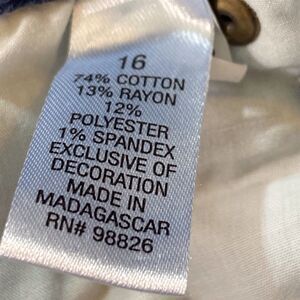 16
74% COTTON
13% RAYON
12%
POLYESTER
1% SPANDEX
EXCLUSIVE OF
DECORATION
MADE IN
MADAGASCAR
RN# 98826